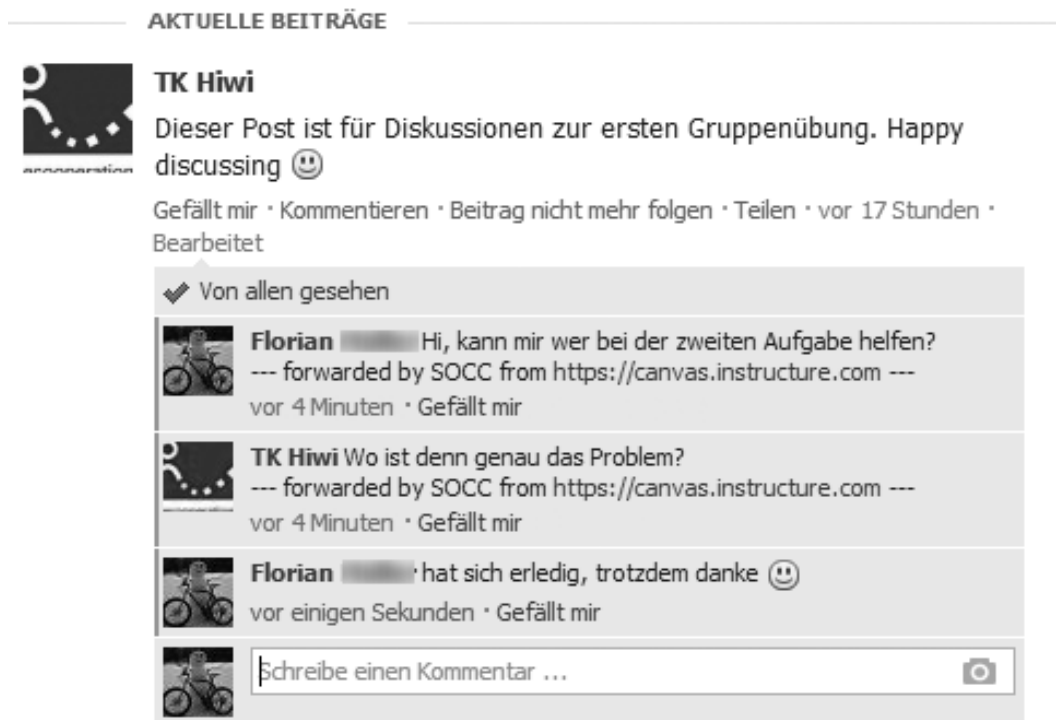 AKTUELLE BEITRÄGE
TK Hiwi
Dieser Post ist für Diskussionen zur ersten Gruppenübung. Happy
discussing
Gefällt mir · Kommentieren · Beitrag nicht mehr folgen · Teilen · vor 17 Stunden ·
Bearbeitet
Von allen gesehen
Florian Hi, kann mir wer bei der zweiten Aufgabe helfen?
--- forwarded by SOCC from https://canvas.instructure.com ---
vor 4 Minuten · Gefällt mir
TK Hiwi Wo ist denn genau das Problem?
--- forwarded by SOCC from https://canvas.instructure.com ---
vor 4 Minuten · Gefällt mir
Florian hat sich erledig, trotzdem danke
vor einigen Sekunden · Gefällt mir
Schreibe einen Kommentar ...